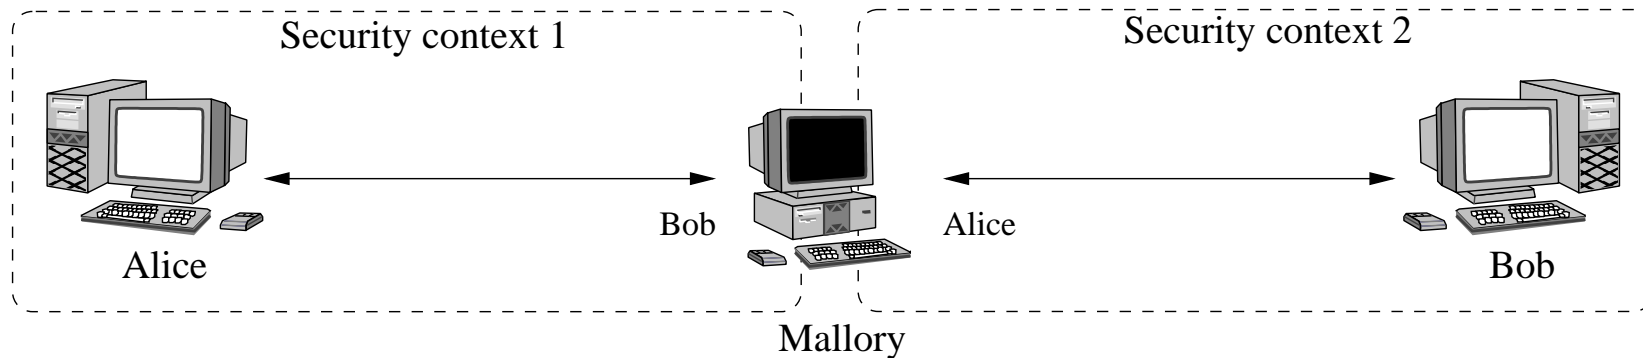 Security context 1
Security context 2
Bob
Alice
Alice
Bob
Mallory